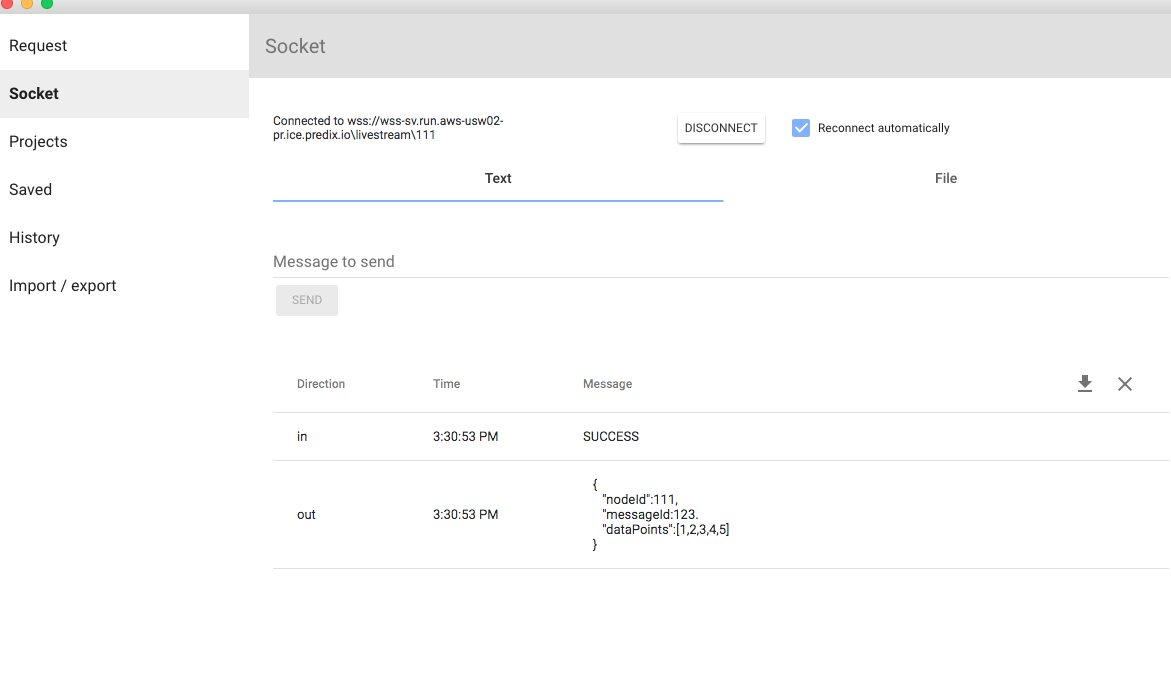 Request
Socket
Projects
Saved
History
Import / export
Socket
Connected to wss://wss-sv.run.aws-usw02-
pr.ice.predix.io\livestream\111
DISCONNECT
Reconnect automatically
Text
File
Message to send
SEND
Direction Time Message
in 3:30:53 PM SUCCESS
out 3:30:53 PM
{
"nodeId":111,
"messageId:123.
"dataPoints":[1,2,3,4,5]
}